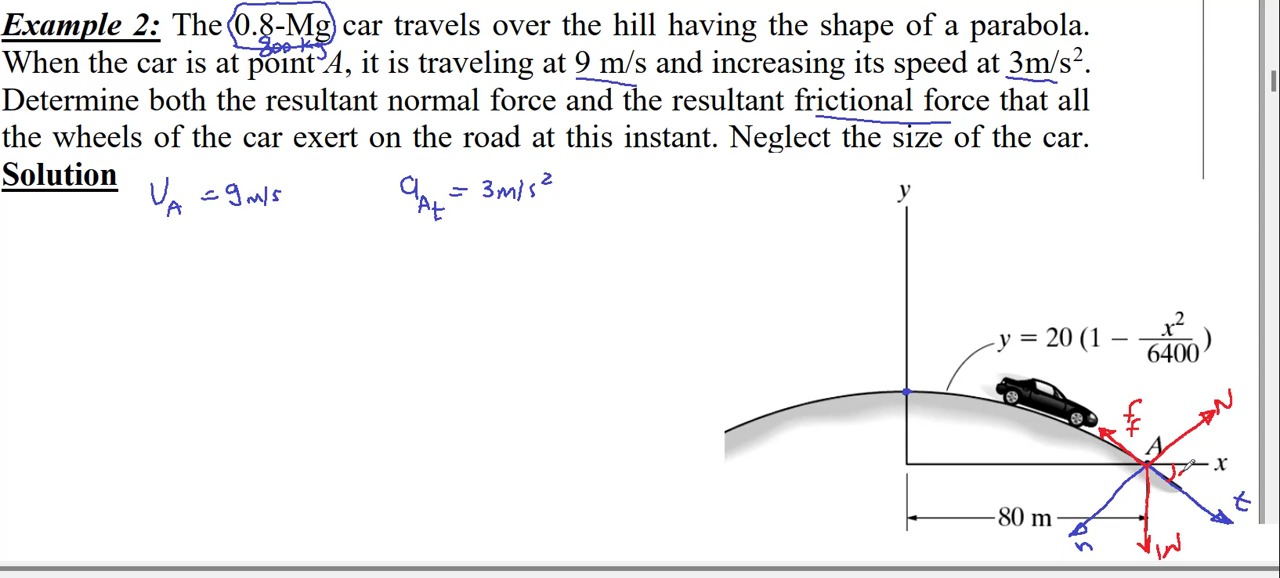 Example 2: The 0.8-Mg car travels over the hill having the shape of a parabola.
800 kg
When the car is at point A, it is traveling at 9 m/s and increasing its speed at 3m/s².
Determine both the resultant normal force and the resultant frictional force that all
the wheels of the car exert on the road at this instant. Neglect the size of the car.
Solution
V_A = 9 m/s a_At = 3 m/s²
y
y = 20 (1 − x²/6400)
F_f N
A
x
t
80 m
n W